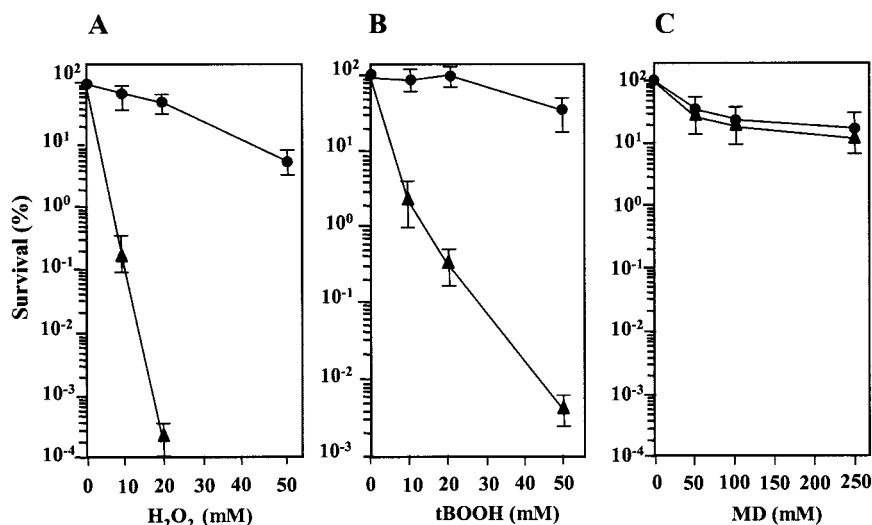 A B C
Survival (%)
10² 10¹ 10⁰ 10⁻¹ 10⁻² 10⁻³ 10⁻⁴
0 10 20 30 40 50
H₂O₂ (mM)
10² 10¹ 10⁰ 10⁻¹ 10⁻² 10⁻³
0 10 20 30 40 50
tBOOH (mM)
10² 10¹ 10⁰ 10⁻¹ 10⁻² 10⁻³ 10⁻⁴
0 50 100 150 200 250
MD (mM)